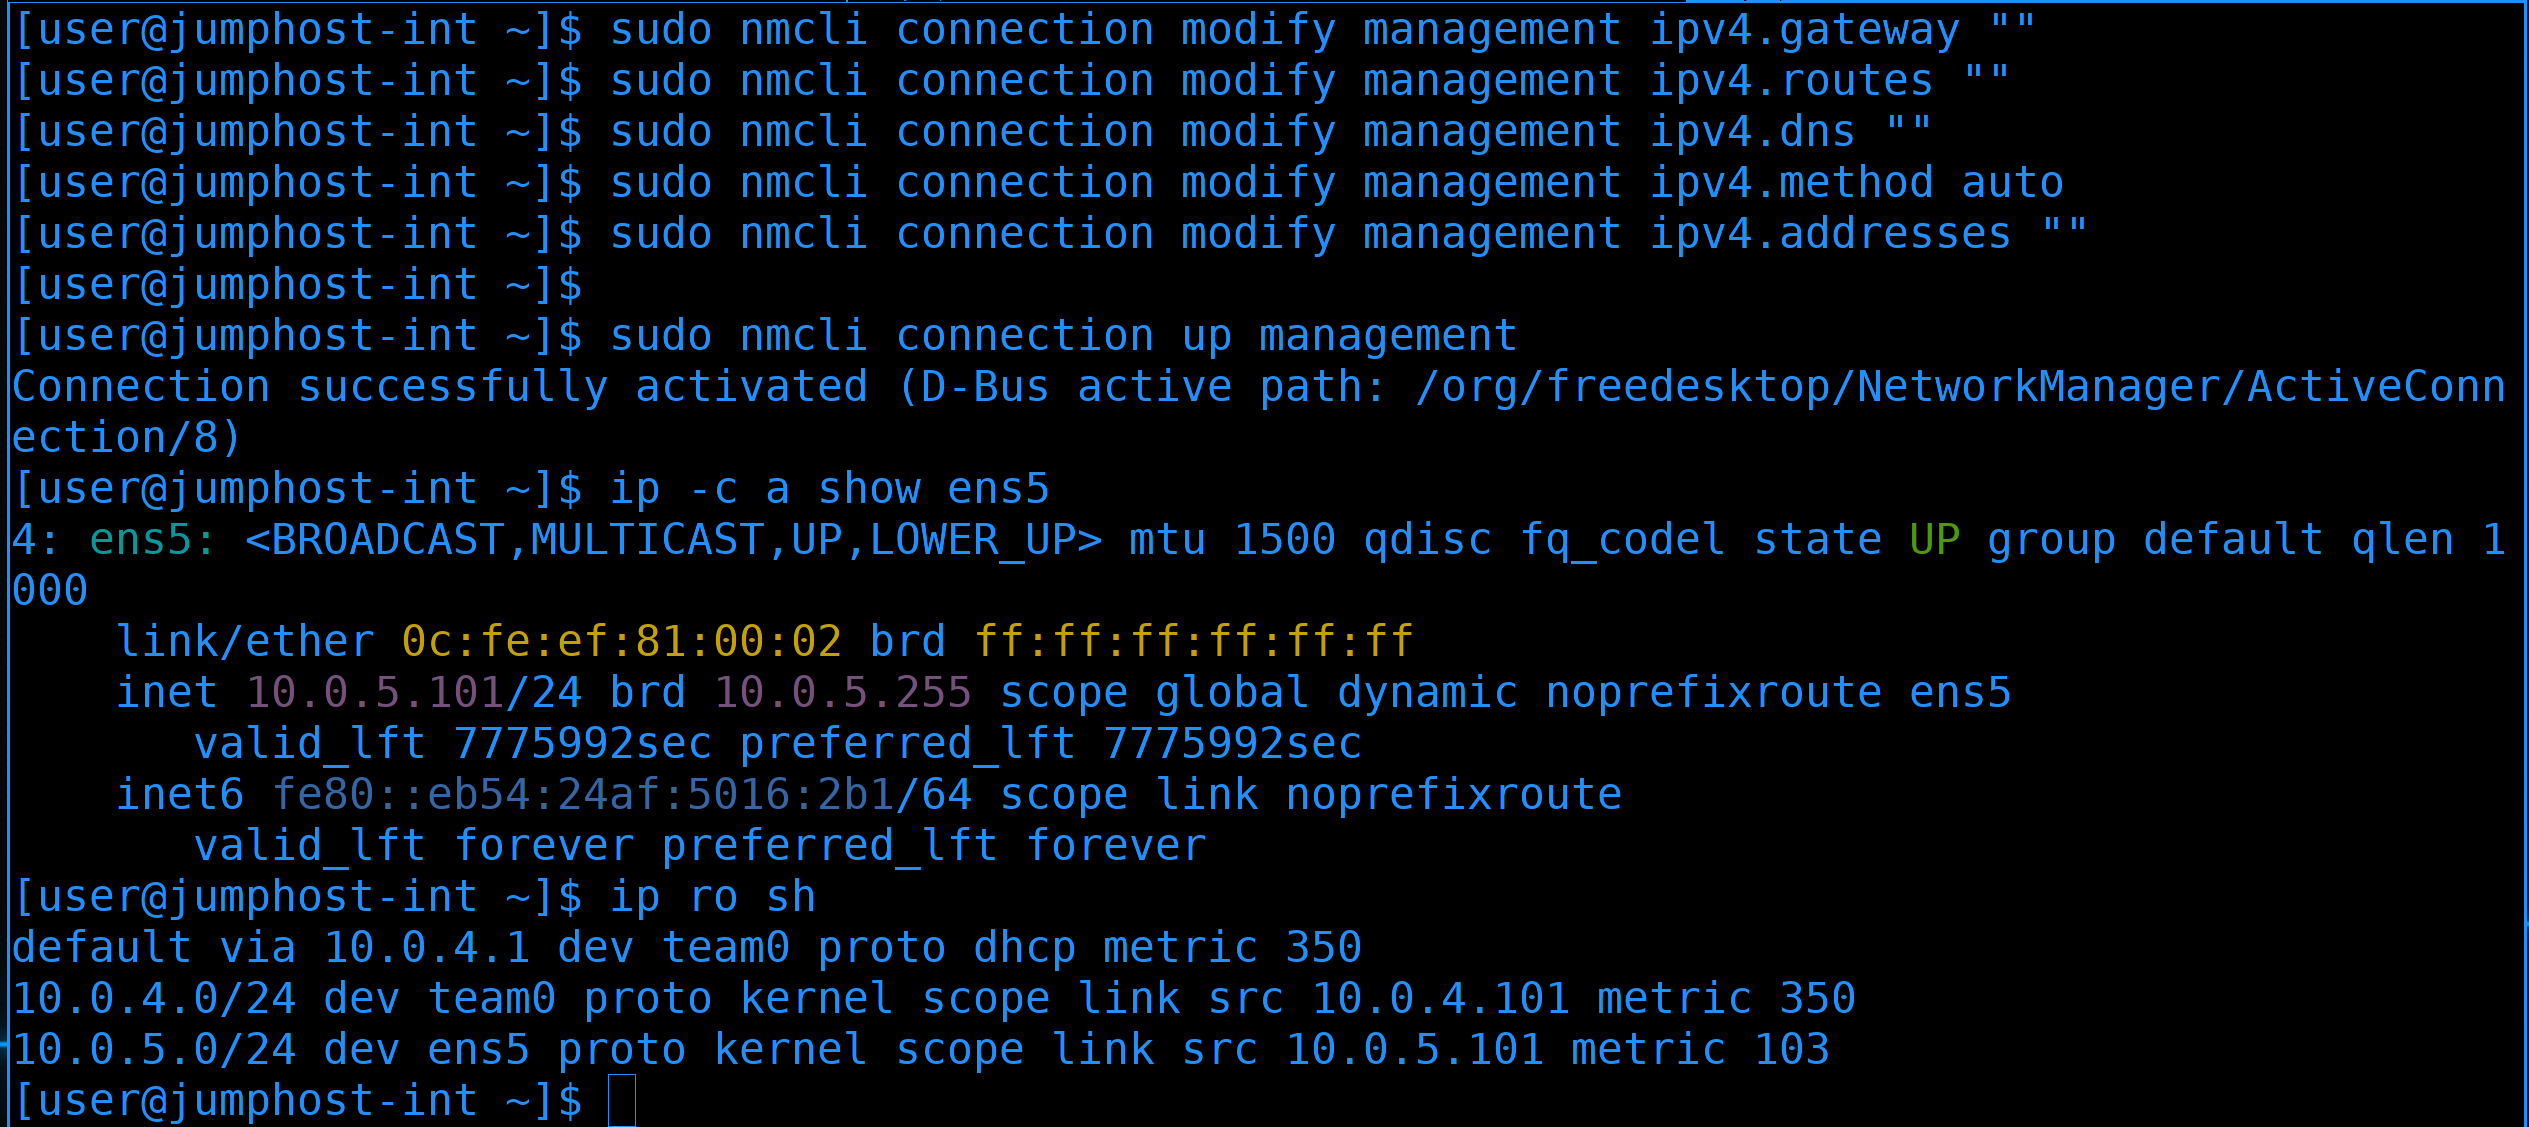 [user@jumphost-int ~]$ sudo nmcli connection modify management ipv4.gateway ""
[user@jumphost-int ~]$ sudo nmcli connection modify management ipv4.routes ""
[user@jumphost-int ~]$ sudo nmcli connection modify management ipv4.dns ""
[user@jumphost-int ~]$ sudo nmcli connection modify management ipv4.method auto
[user@jumphost-int ~]$ sudo nmcli connection modify management ipv4.addresses ""
[user@jumphost-int ~]$
[user@jumphost-int ~]$ sudo nmcli connection up management
Connection successfully activated (D-Bus active path: /org/freedesktop/NetworkManager/ActiveConn
ection/8)
[user@jumphost-int ~]$ ip -c a show ens5
4: ens5: <BROADCAST,MULTICAST,UP,LOWER_UP> mtu 1500 qdisc fq_codel state UP group default qlen 1
000
    link/ether 0c:fe:ef:81:00:02 brd ff:ff:ff:ff:ff:ff
    inet 10.0.5.101/24 brd 10.0.5.255 scope global dynamic noprefixroute ens5
       valid_lft 7775992sec preferred_lft 7775992sec
    inet6 fe80::eb54:24af:5016:2b1/64 scope link noprefixroute
       valid_lft forever preferred_lft forever
[user@jumphost-int ~]$ ip ro sh
default via 10.0.4.1 dev team0 proto dhcp metric 350
10.0.4.0/24 dev team0 proto kernel scope link src 10.0.4.101 metric 350
10.0.5.0/24 dev ens5 proto kernel scope link src 10.0.5.101 metric 103
[user@jumphost-int ~]$